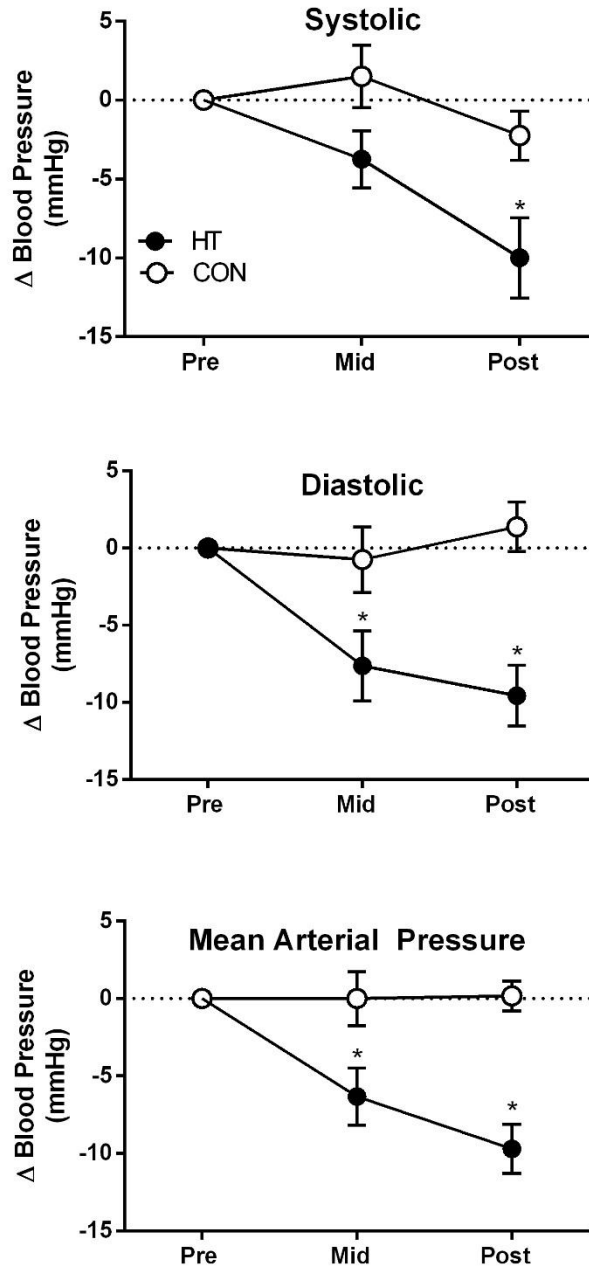 Systolic
Δ Blood Pressure
(mmHg)
5
0
-5
-10
-15
*
HT
CON
Pre Mid Post
Diastolic
Δ Blood Pressure
(mmHg)
5
0
-5
-10
-15
* *
Pre Mid Post
Mean Arterial Pressure
Δ Blood Pressure
(mmHg)
5
0
-5
-10
-15
* *
Pre Mid Post